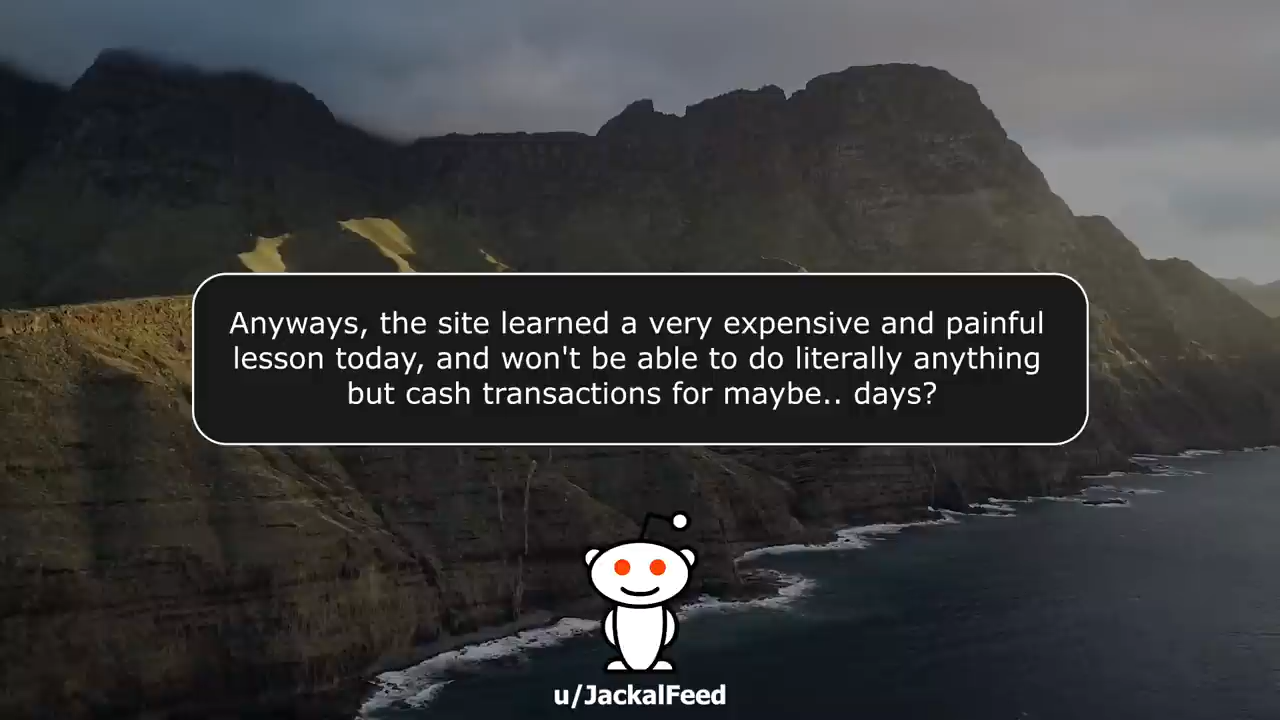 Anyways, the site learned a very expensive and painful
lesson today, and won't be able to do literally anything
but cash transactions for maybe.. days?
u/JackalFeed